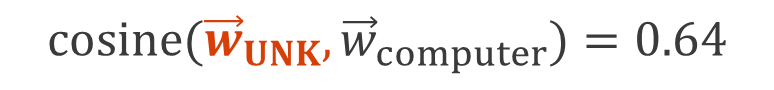 cosine(w⃗UNK, w⃗computer) = 0.64